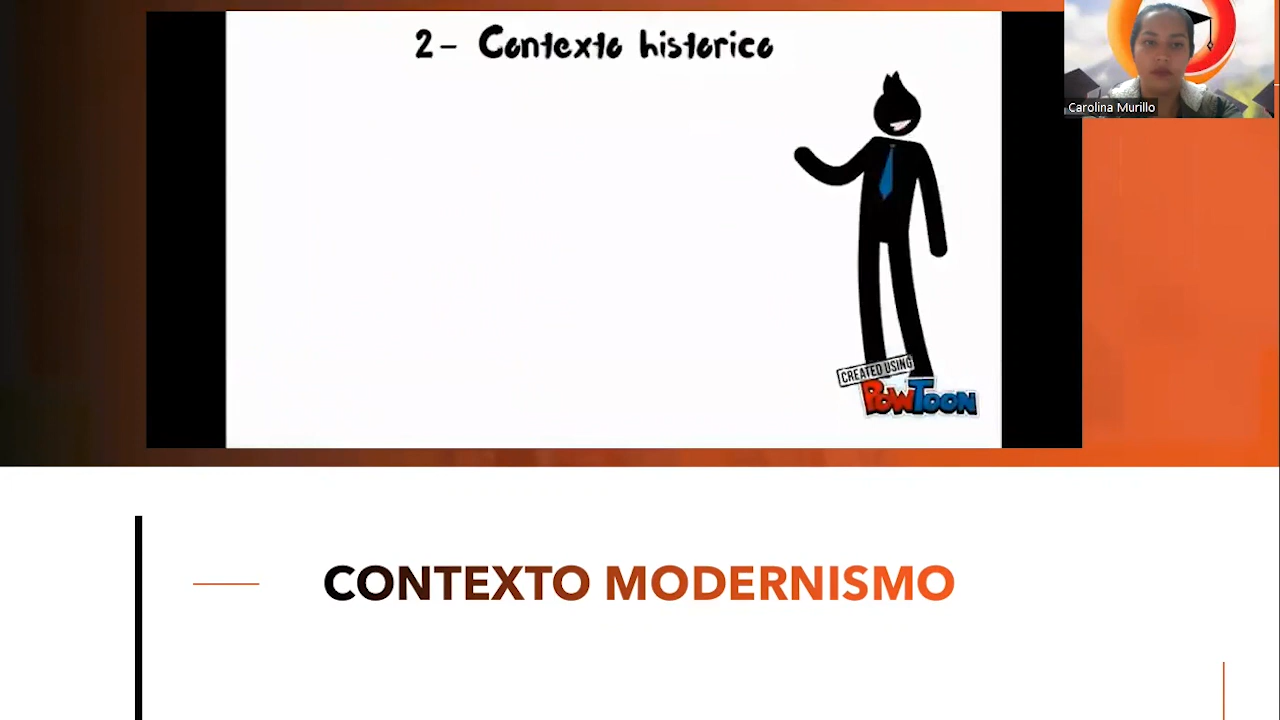 2- Contexto historico
Carolina Murillo
CREATED USING
POWTOON
CONTEXTO MODERNISMO